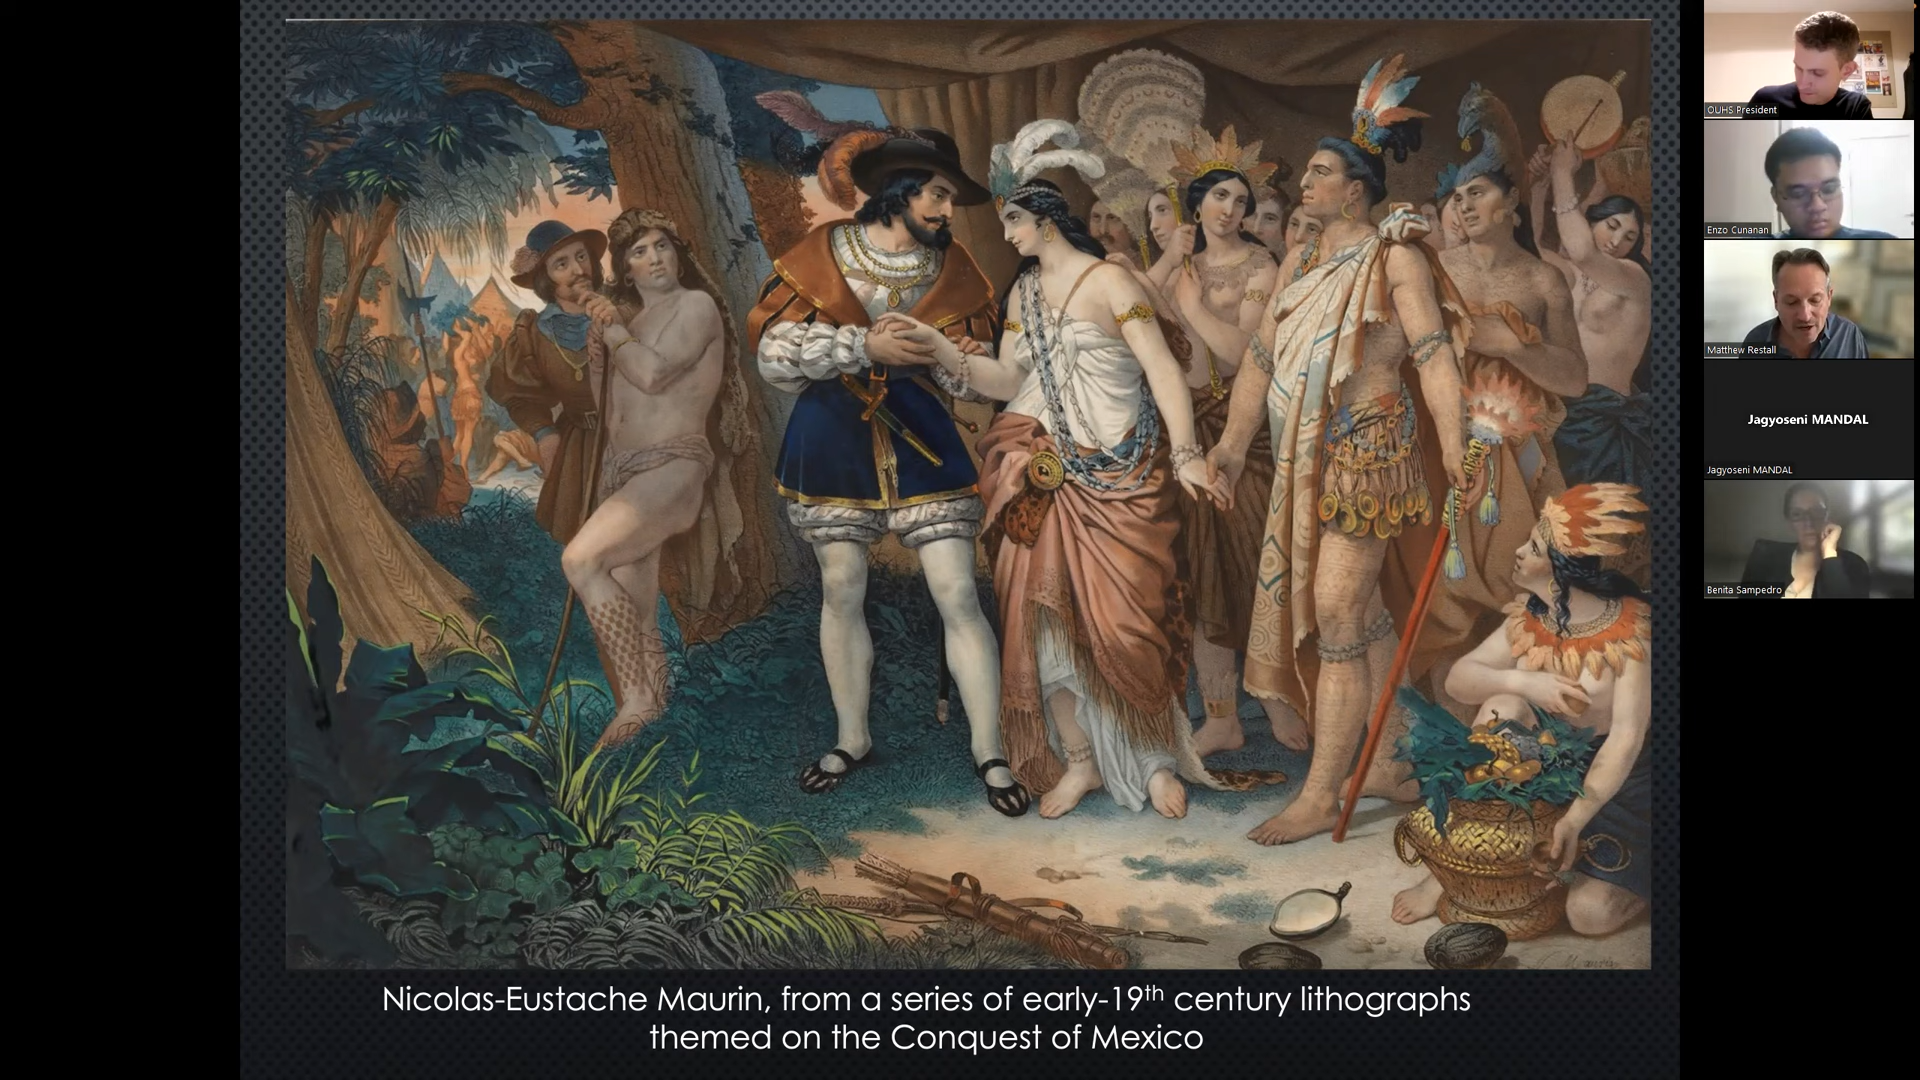 Nicolas-Eustache Maurin, from a series of early-19th century lithographs
themed on the Conquest of Mexico
OUHS President
Enzo Cunanan
Matthew Restall
Jagyoseni MANDAL
Jagyoseni MANDAL
Benita Sampedro